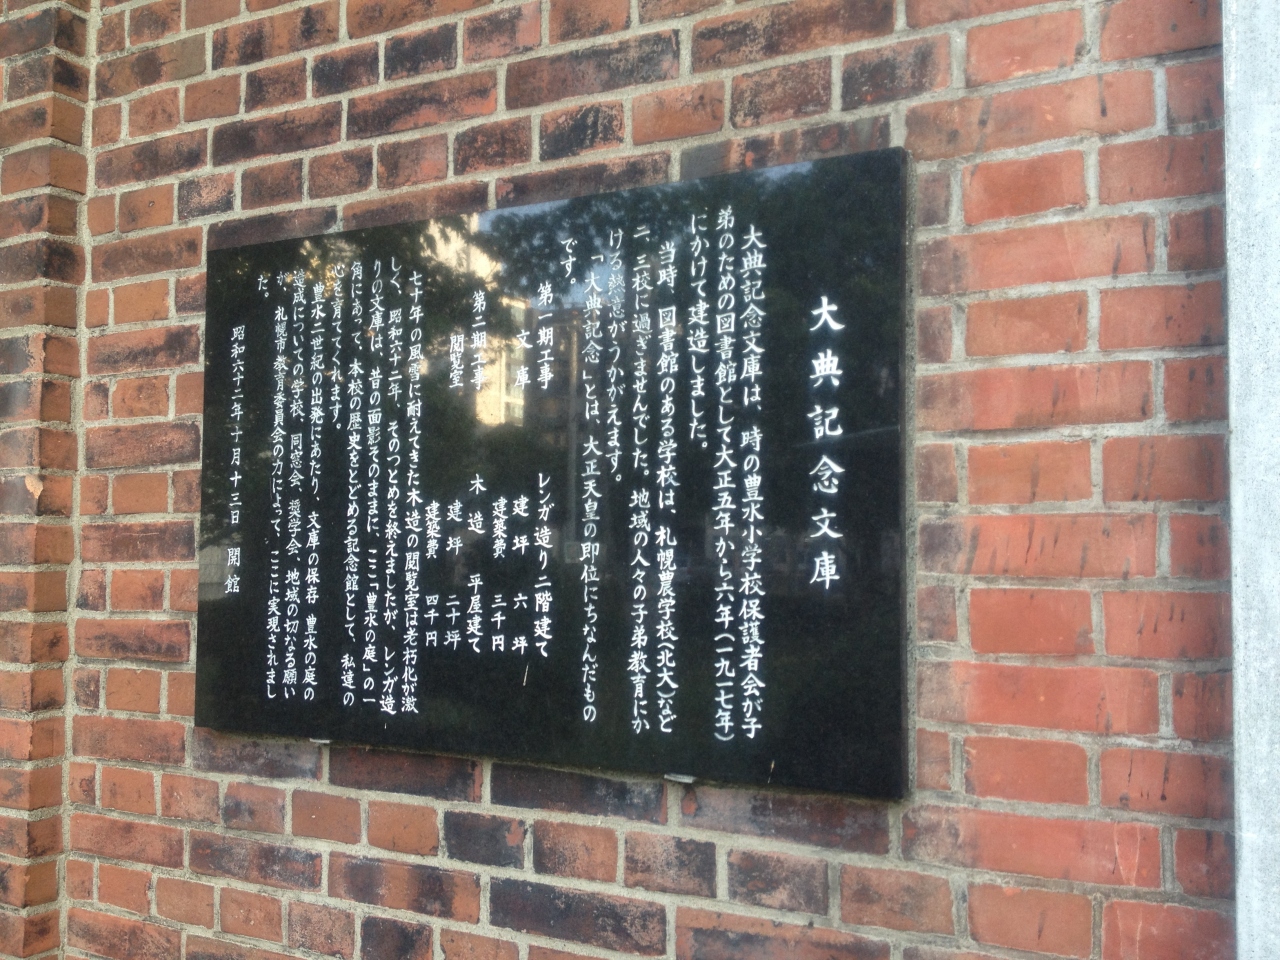 大典記念文庫
大典記念文庫は、時の豊水小学校保護者会が子
弟のための図書館として大正五年から六年(一九一七年)
にかけて建造しました。
当時、図書館のある学校は、札幌農学校(北大)など
二、三校に過ぎませんでした。地域の人々の子弟教育にか
ける熱意がうかがえます。
「大典記念」とは、大正天皇の即位にちなんだもの
です。
第一期工事 レンガ造り二階建て
文庫 建坪 六坪
建築費 三千円
第二期工事 木造 平屋建て
閲覧室 建坪 二十坪
建築費 四千円
七十年の風雪に耐えてきた木造の閲覧室は老朽化が激
しく、昭和六十二年、そのつとめを終えましたが、レンガ造
りの文庫は、昔の面影そのままに、ここ「豊水の庭」の一
角にあって、本校の歴史をとどめる記念館として、私達の
心を育ててくれます。
豊水二世紀の出発にあたり、文庫の保存、豊水の庭の
造成についての学校、同窓会、奨学会、地域の切なる願い
が、札幌市教育委員会の力によって、ここに実現されまし
た。
昭和六十二年十月十三日 開館